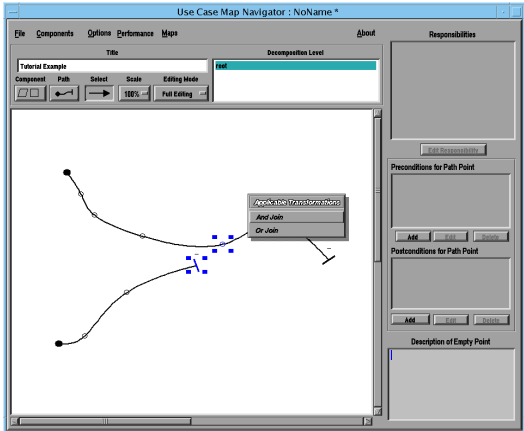 Use Case Map Navigator : NoName *
File Components Options Performance Maps About
Title
Tutorial Example
Decomposition Level
root
Component Path Select Scale Editing Mode
100% Full Editing
Applicable Transformations
And Join
Or Join
Responsibilities
Edit Responsibility
Preconditions for Path Point
Add Edit Delete
Postconditions for Path Point
Add Edit Delete
Description of Empty Point